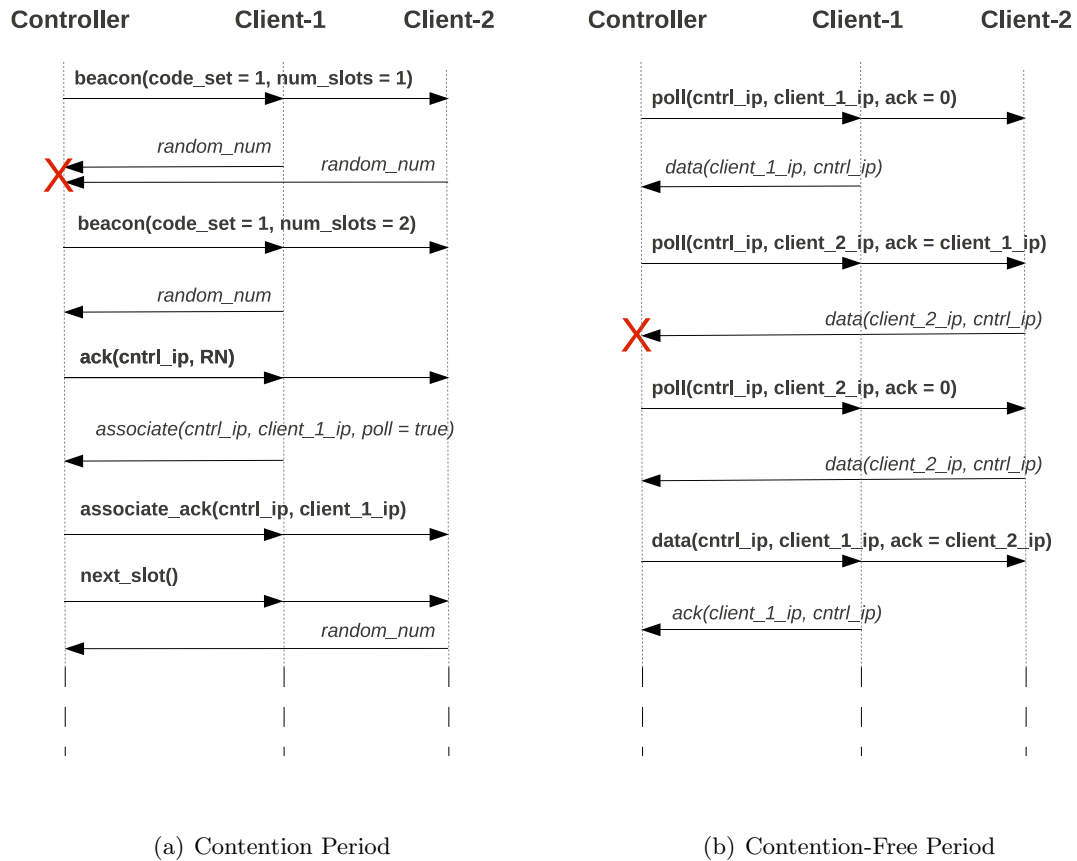 Controller Client-1 Client-2
beacon(code_set = 1, num_slots = 1)
random_num
random_num
X
beacon(code_set = 1, num_slots = 2)
random_num
ack(cntrl_ip, RN)
associate(cntrl_ip, client_1_ip, poll = true)
associate_ack(cntrl_ip, client_1_ip)
next_slot()
random_num
(a) Contention Period
Controller Client-1 Client-2
poll(cntrl_ip, client_1_ip, ack = 0)
data(client_1_ip, cntrl_ip)
poll(cntrl_ip, client_2_ip, ack = client_1_ip)
data(client_2_ip, cntrl_ip)
X
poll(cntrl_ip, client_2_ip, ack = 0)
data(client_2_ip, cntrl_ip)
data(cntrl_ip, client_1_ip, ack = client_2_ip)
ack(client_1_ip, cntrl_ip)
(b) Contention-Free Period